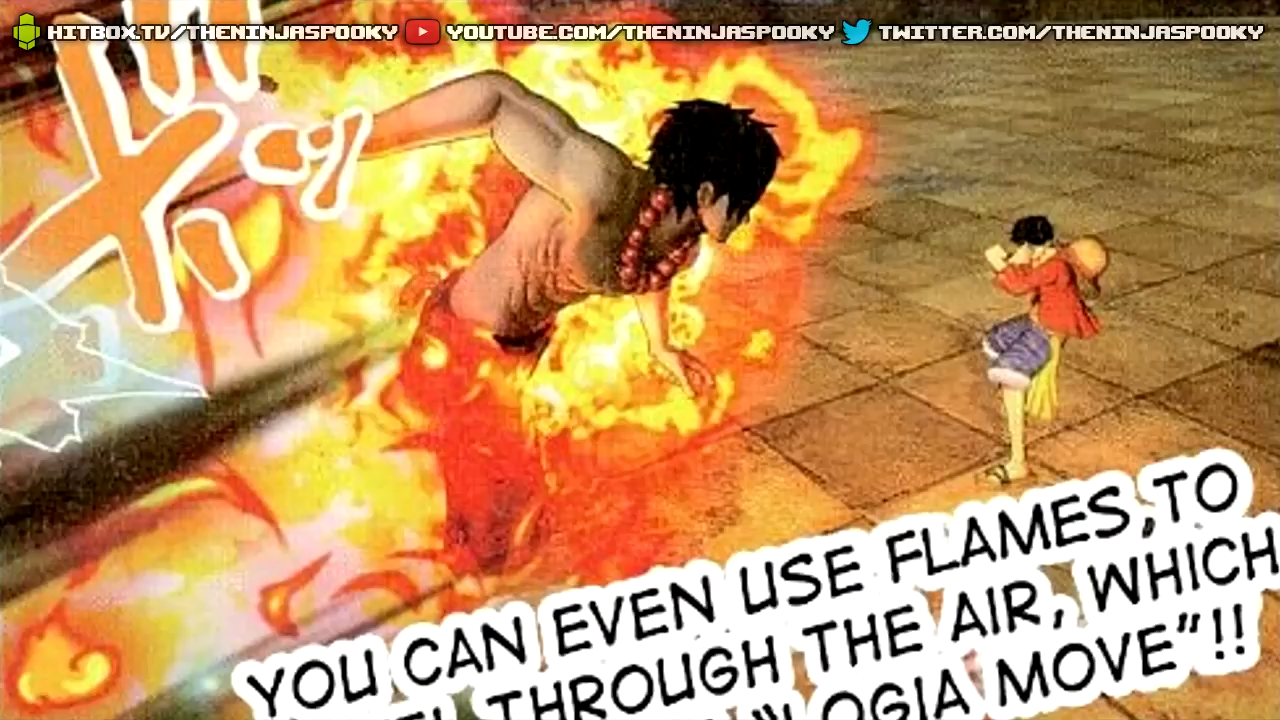 HITBOX.TV/THENINJASPOOKY YOUTUBE.COM/THENINJASPOOKY TWITTER.COM/THENINJASPOOKY
YOU CAN EVEN USE FLAMES,TO
THROUGH THE AIR, WHICH
"LOGIA MOVE"!!